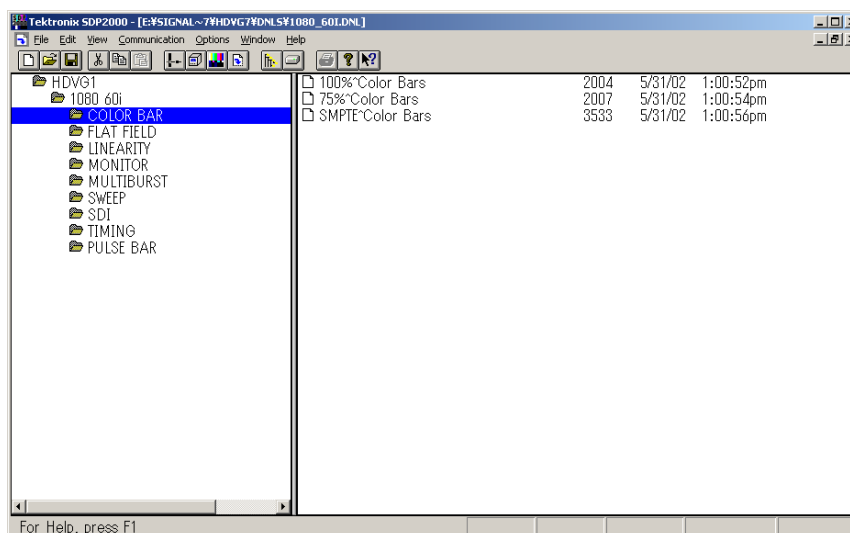 Tektronix SDP2000 - [E:¥SIGNAL~7¥HDVG7¥DNLS¥1080_60I.DNL]
File Edit View Communication Options Window Help
HDVG1
1080 60i
COLOR BAR
FLAT FIELD
LINEARITY
MONITOR
MULTIBURST
SWEEP
SDI
TIMING
PULSE BAR
100%~Color Bars 2004 5/31/02 1:00:52pm
75%~Color Bars 2007 5/31/02 1:00:54pm
SMPTE~Color Bars 3533 5/31/02 1:00:56pm
For Help, press F1